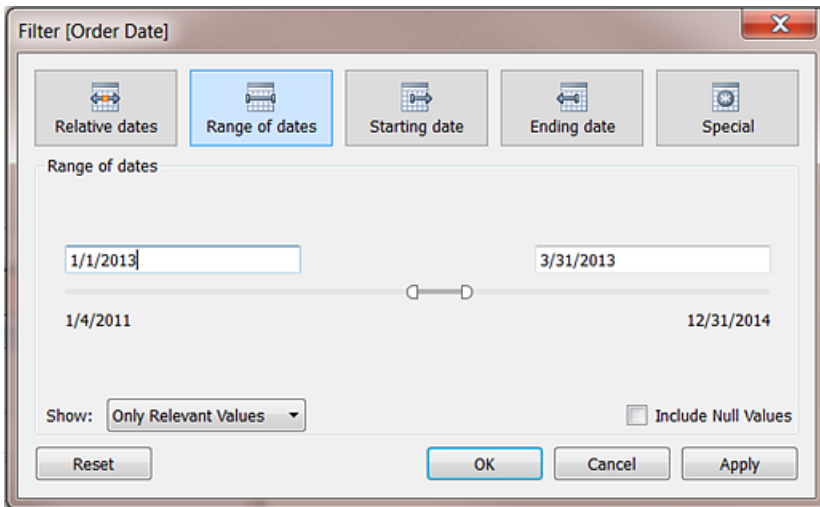 Filter [Order Date]
Relative dates
Range of dates
Starting date
Ending date
Special
Range of dates
1/1/2013
3/31/2013
1/4/2011
12/31/2014
Show:
Only Relevant Values
Include Null Values
Reset
OK
Cancel
Apply